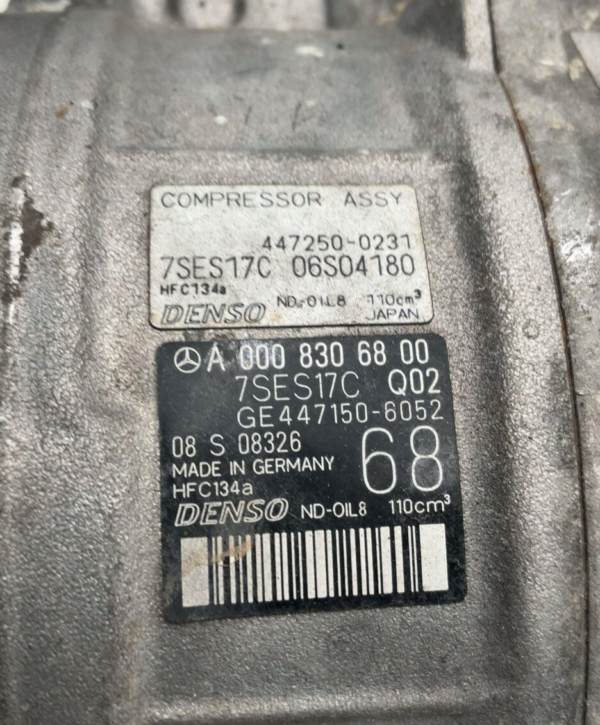 COMPRESSOR ASSY
447250-0231
7SES17C 06S04180
HFC134a
DENSO ND-OIL8 110cm³
JAPAN
A 000 830 68 00
7SES17C Q02
GE447150-6052
08 S 08326 68
MADE IN GERMANY
HFC134a
DENSO ND-OIL8 110cm³